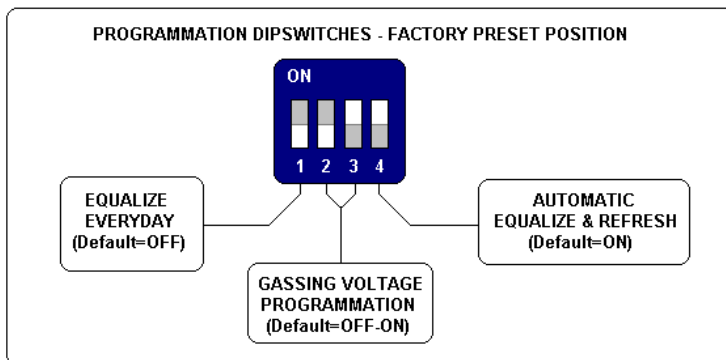 PROGRAMMATION DIPSWITCHES - FACTORY PRESET POSITION
ON
1 2 3 4
EQUALIZE
EVERYDAY
(Default=OFF)
GASSING VOLTAGE
PROGRAMMATION
(Default=OFF-ON)
AUTOMATIC
EQUALIZE & REFRESH
(Default=ON)